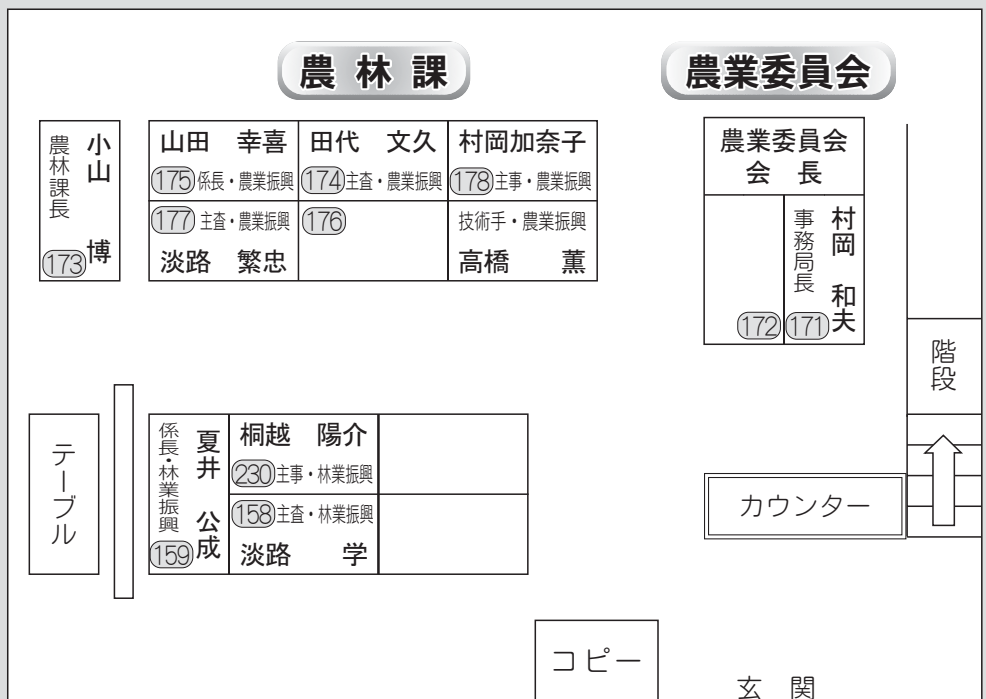 農林課
農業委員会
農林課長
小山 博
173
山田 幸喜
175 係長・農業振興
田代 文久
174 主査・農業振興
村岡加奈子
178 主事・農業振興
177 主査・農業振興
淡路 繁忠
176
技術手・農業振興
高橋 薫
農業委員会
会長
172
事務局長
村岡 和夫
171
階段
テーブル
係長・林業振興
夏井 公成
159
桐越 陽介
230 主事・林業振興
158 主査・林業振興
淡路 学
カウンター
コピー
玄関